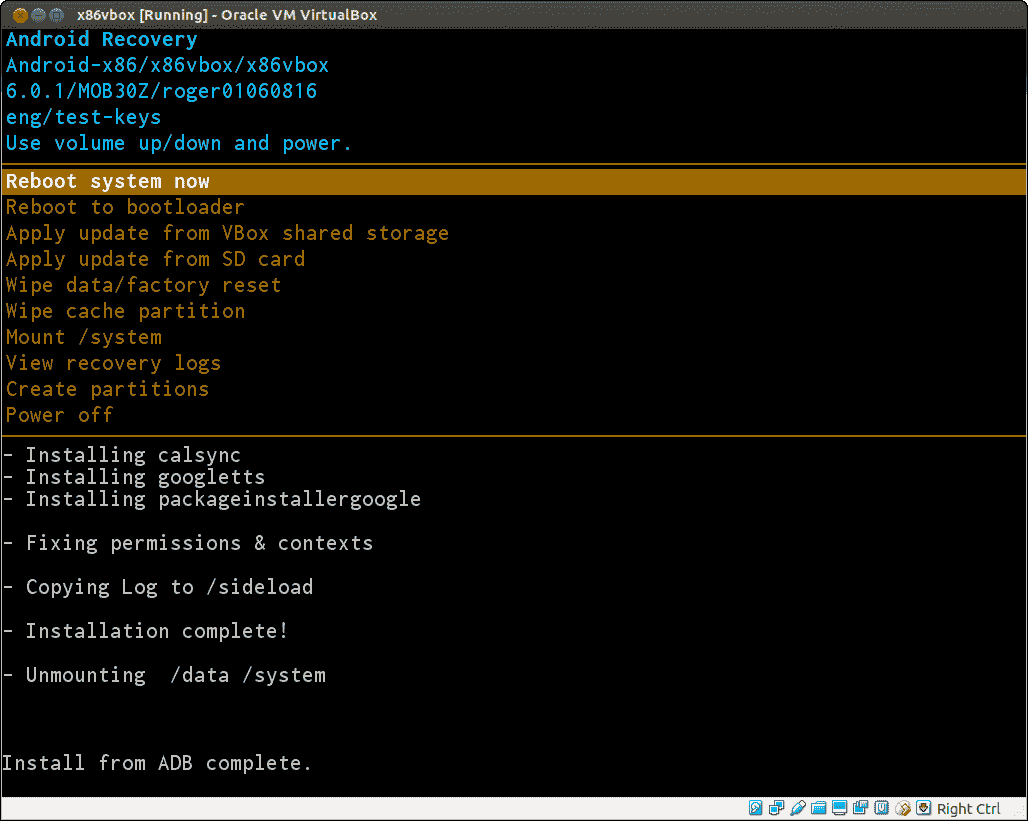 x86vbox [Running] - Oracle VM VirtualBox
Android Recovery
Android-x86/x86vbox/x86vbox
6.0.1/MOB30Z/roger01060816
eng/test-keys
Use volume up/down and power.
Reboot system now
Reboot to bootloader
Apply update from VBox shared storage
Apply update from SD card
Wipe data/factory reset
Wipe cache partition
Mount /system
View recovery logs
Create partitions
Power off
- Installing calsync
- Installing googletts
- Installing packageinstallergoogle
- Fixing permissions & contexts
- Copying Log to /sideload
- Installation complete!
- Unmounting  /data /system
Install from ADB complete.
Right Ctrl